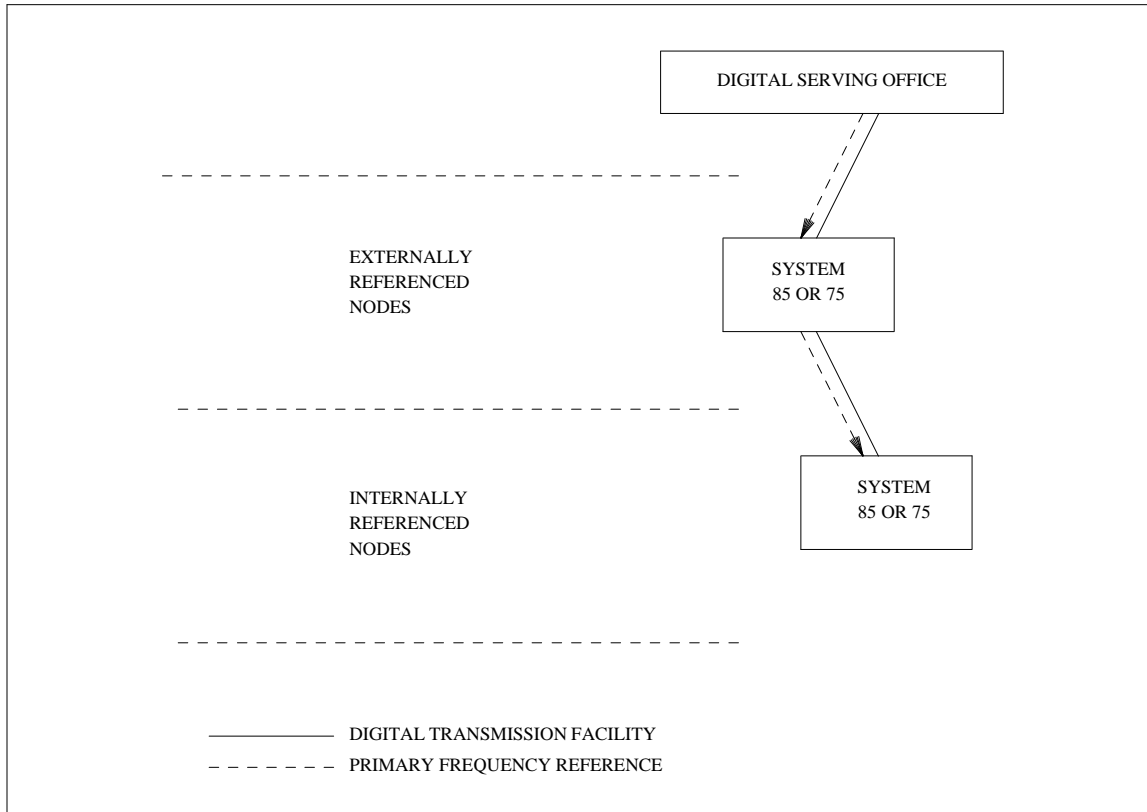 DIGITAL SERVING OFFICE
EXTERNALLY
REFERENCED
NODES
SYSTEM
85 OR 75
INTERNALLY
REFERENCED
NODES
SYSTEM
85 OR 75
DIGITAL TRANSMISSION FACILITY
PRIMARY FREQUENCY REFERENCE